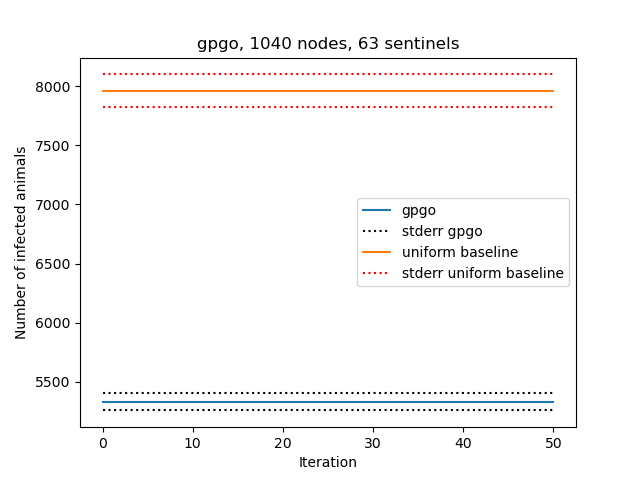 gpgo, 1040 nodes, 63 sentinels
8000
7500
7000
6500
6000
5500
Number of infected animals
gpgo
stderr gpgo
uniform baseline
stderr uniform baseline
0 10 20 30 40 50
Iteration